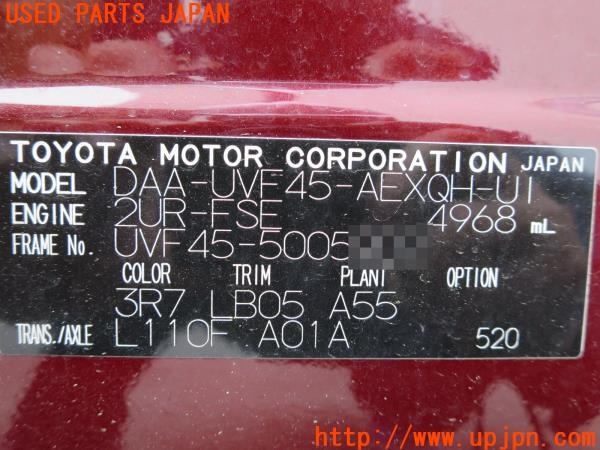 USED PARTS JAPAN
TOYOTA MOTOR CORPORATION JAPAN
MODEL DAA-UVF45-AEXQH-U1
ENGINE 2UR-FSE 4968 mL
FRAME No. UVF45-5005
COLOR TRIM PLANT OPTION
3R7 LB05 A55
TRANS./AXLE L110F A01A 520
http://www.upjpn.com